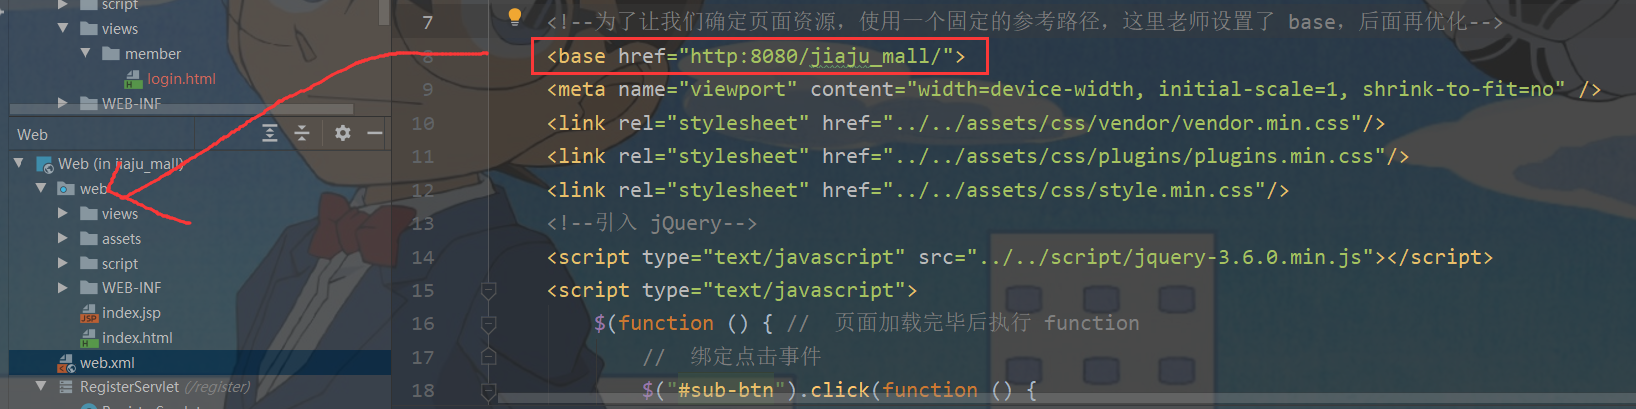 script
views
member
login.html
WEB-INF
Web
Web (in jiaju_mall)
web
views
assets
script
WEB-INF
index.jsp
index.html
web.xml
RegisterServlet (/register)
7 <!--为了让我们确定页面资源，使用一个固定的参考路径，这里老师设置了 base，后面再优化-->
8 <base href="http:8080/jiaju_mall/">
9 <meta name="viewport" content="width=device-width, initial-scale=1, shrink-to-fit=no" />
10 <link rel="stylesheet" href="../../assets/css/vendor/vendor.min.css"/>
11 <link rel="stylesheet" href="../../assets/css/plugins/plugins.min.css"/>
12 <link rel="stylesheet" href="../../assets/css/style.min.css"/>
13 <!--引入 jQuery-->
14 <script type="text/javascript" src="../../script/jquery-3.6.0.min.js"></script>
15 <script type="text/javascript">
16 $(function () { // 页面加载完毕后执行 function
17 // 绑定点击事件
18 $("#sub-btn").click(function () {